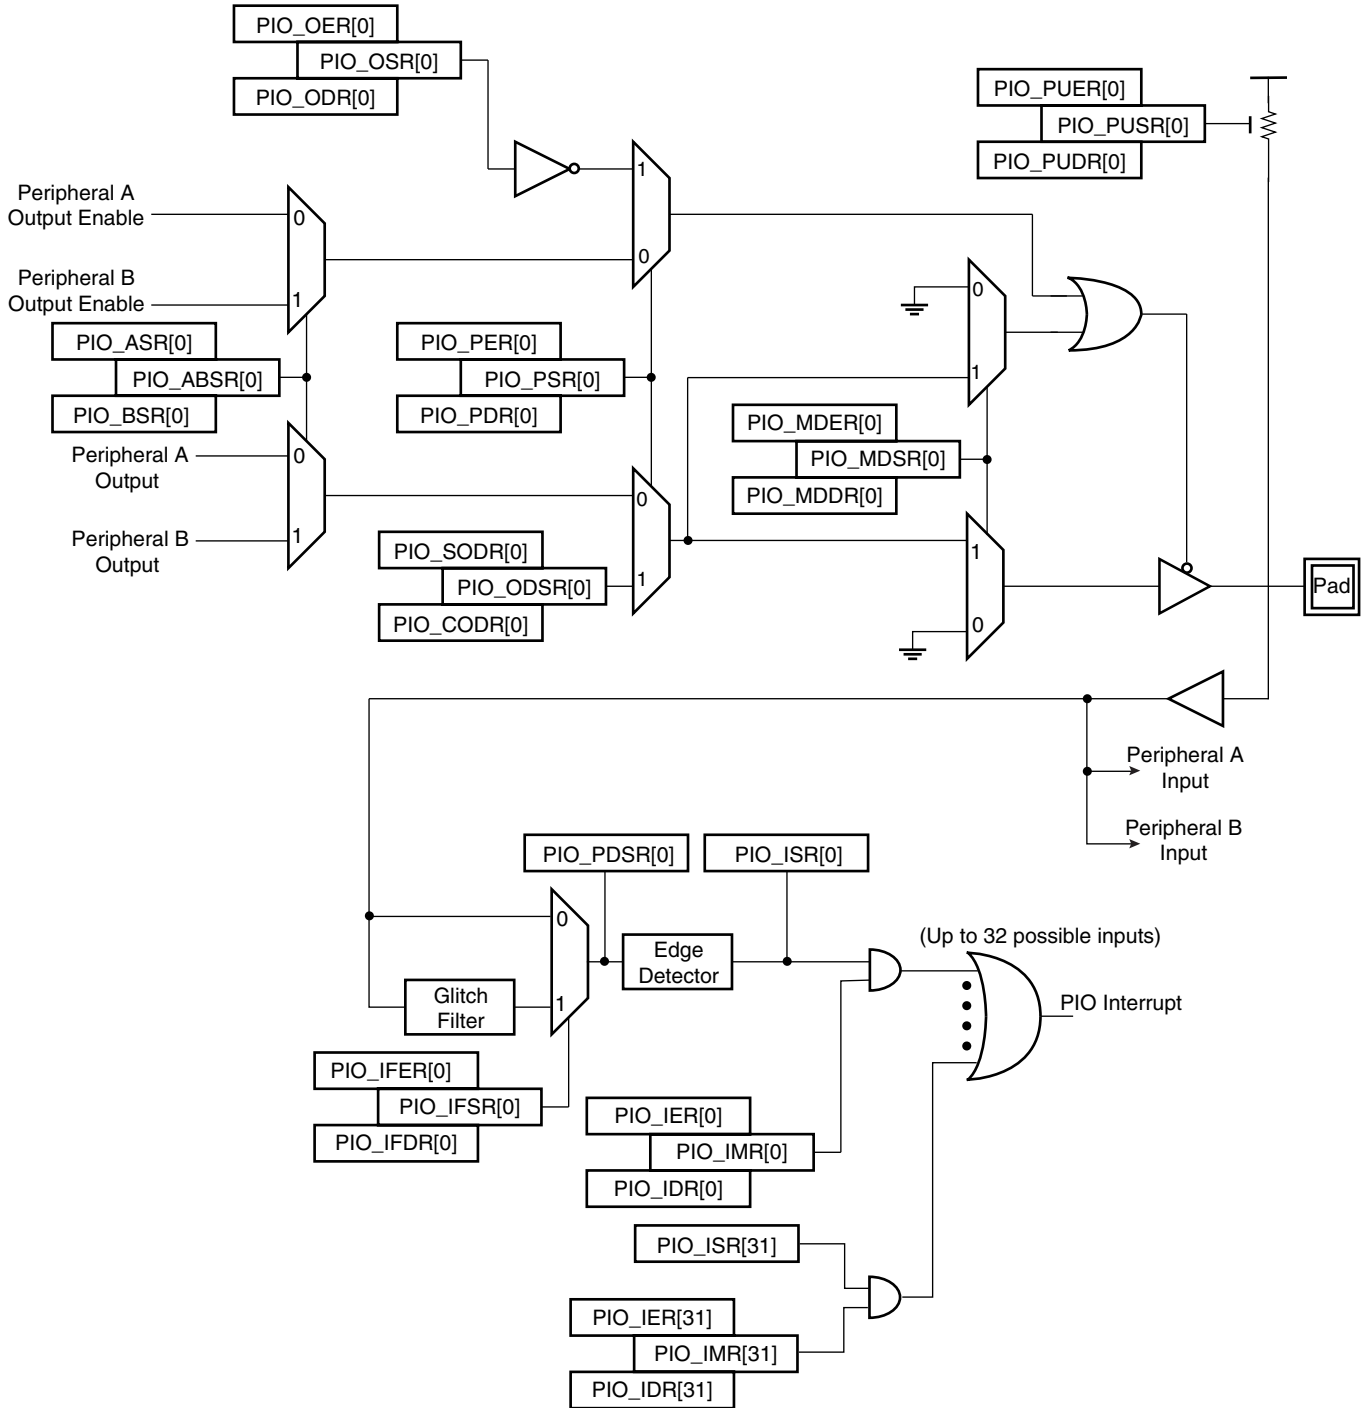 PIO_OER[0]
PIO_OSR[0]
PIO_ODR[0]
PIO_PUER[0]
PIO_PUSR[0]
PIO_PUDR[0]
1
Peripheral A
Output Enable
0
0
Peripheral B
Output Enable
1
0
1
PIO_ASR[0]
PIO_ABSR[0]
PIO_BSR[0]
PIO_PER[0]
PIO_PSR[0]
PIO_PDR[0]
PIO_MDER[0]
PIO_MDSR[0]
PIO_MDDR[0]
Peripheral A
Output
0
0
Peripheral B
Output
1
PIO_SODR[0]
PIO_ODSR[0]
PIO_CODR[0]
1
1
0
Pad
Peripheral A
Input
Peripheral B
Input
PIO_PDSR[0]
PIO_ISR[0]
0
(Up to 32 possible inputs)
Edge
Detector
Glitch
Filter
1
PIO Interrupt
PIO_IFER[0]
PIO_IFSR[0]
PIO_IFDR[0]
PIO_IER[0]
PIO_IMR[0]
PIO_IDR[0]
PIO_ISR[31]
PIO_IER[31]
PIO_IMR[31]
PIO_IDR[31]